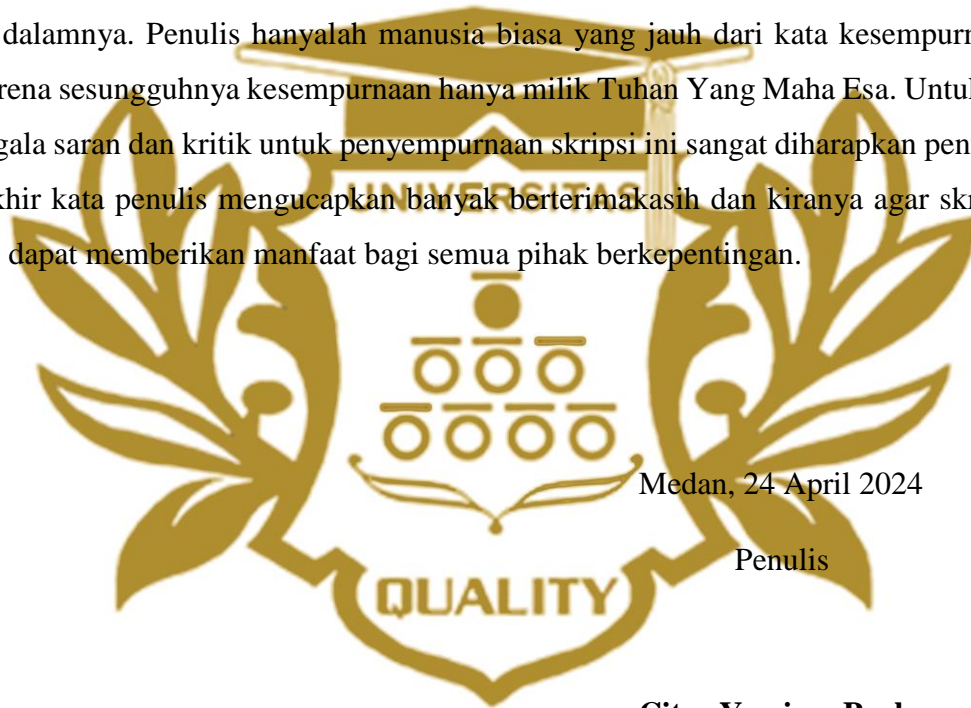 dalamnya. Penulis hanyalah manusia biasa yang jauh dari kata kesempurn
rena sesungguhnya kesempurnaan hanya milik Tuhan Yang Maha Esa. Untuk
gala saran dan kritik untuk penyempurnaan skripsi ini sangat diharapkan pen
khir kata penulis mengucapkan banyak berterimakasih dan kiranya agar skr
dapat memberikan manfaat bagi semua pihak berkepentingan.
UNIVERSITAS
Medan, 24 April 2024
Penulis
QUALITY